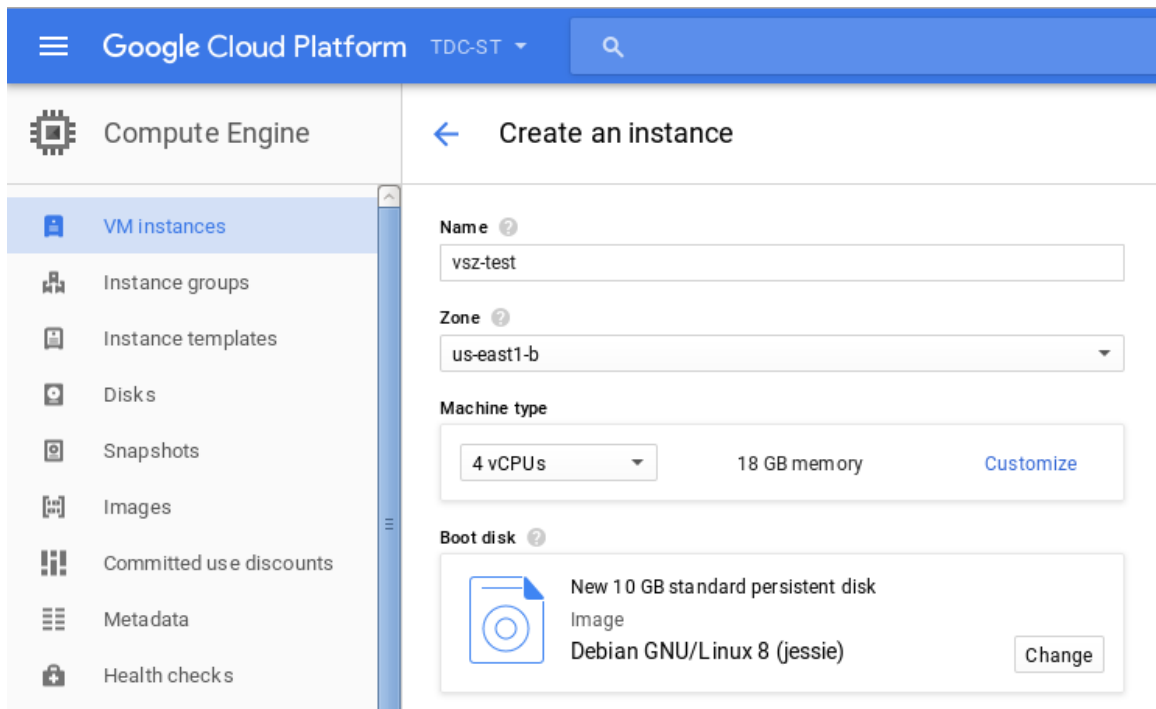 Google Cloud Platform TDC-ST
Compute Engine
Create an instance
VM instances
Instance groups
Instance templates
Disks
Snapshots
Images
Committed use discounts
Metadata
Health checks
Name
vsz-test
Zone
us-east1-b
Machine type
4 vCPUs 18 GB memory Customize
Boot disk
New 10 GB standard persistent disk
Image
Debian GNU/Linux 8 (jessie)
Change